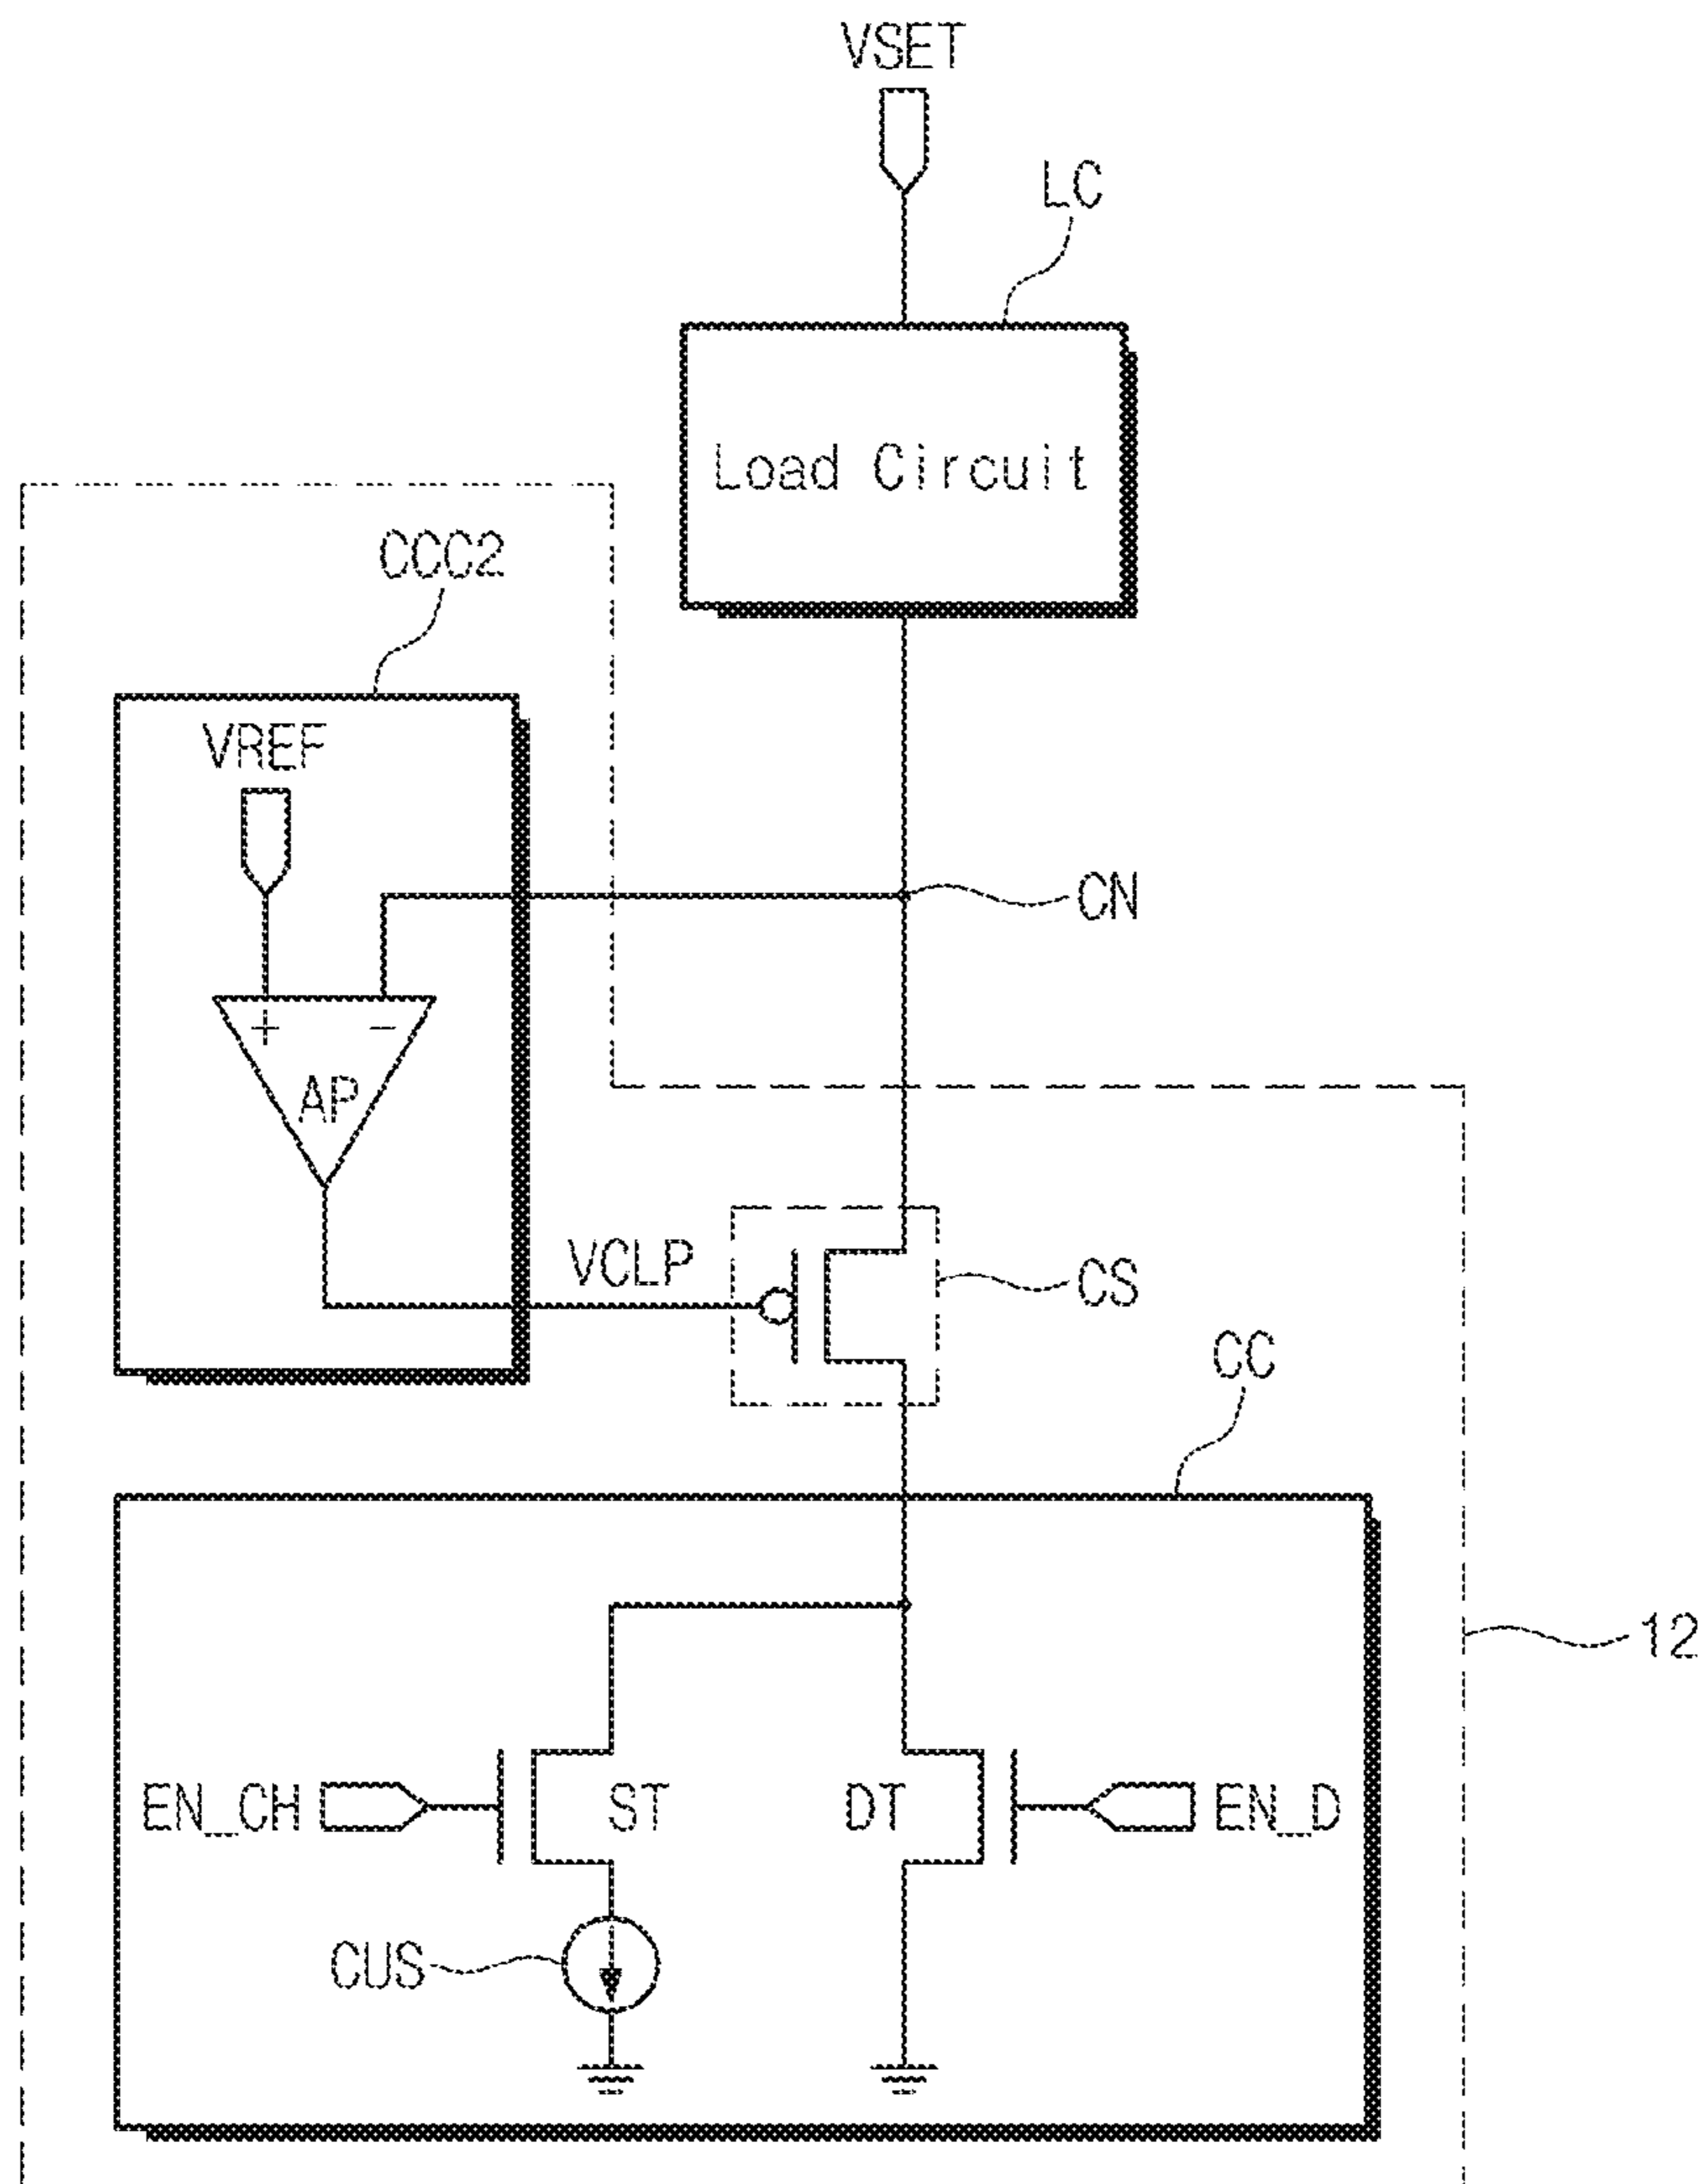 VSET
LC
Load Circuit
CCC2
VREF
CN
+ -
AP
VCLP
CS
CC
12
EN_CH
ST
DT
EN_D
CUS